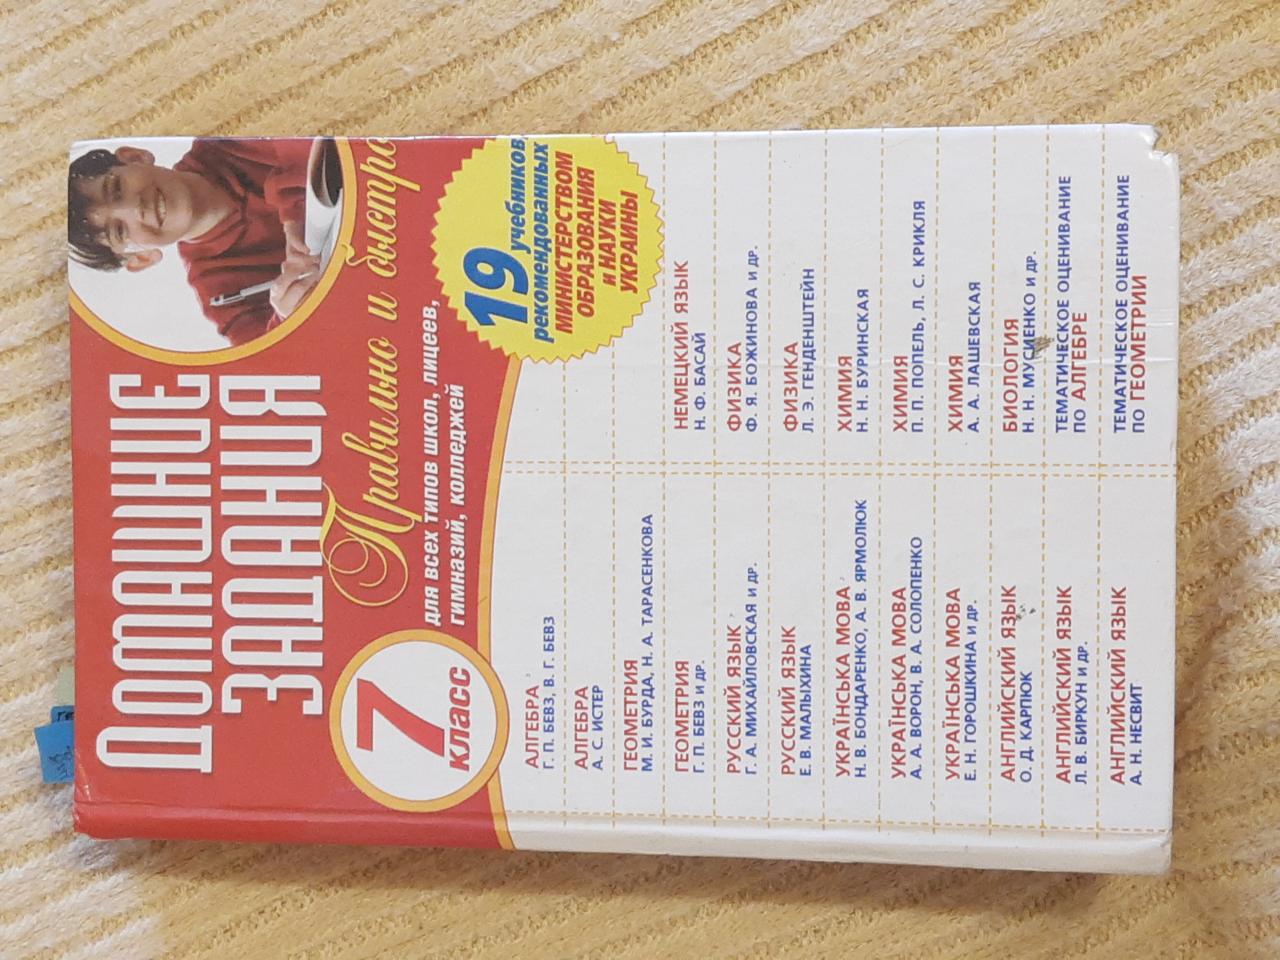 ДОМАШНИЕ
ЗАДАНИЯ
Правильно и быстро
7
класс
для всех типов школ, лицеев,
гимназий, колледжей
19 учебников,
рекомендованных
МИНИСТЕРСТВОМ
ОБРАЗОВАНИЯ
И НАУКИ
УКРАИНЫ
АЛГЕБРА
Г. П. БЕВЗ, В. Г. БЕВЗ
АЛГЕБРА
А. С. ИСТЕР
ГЕОМЕТРИЯ
М. И. БУРДА, Н. А. ТАРАСЕНКОВА
ГЕОМЕТРИЯ
Г. П. БЕВЗ И ДР.
РУССКИЙ ЯЗЫК
Г. А. МИХАЙЛОВСКАЯ И ДР.
РУССКИЙ ЯЗЫК
Е. В. МАЛЫХИНА
УКРАЇНСЬКА МОВА
Н. В. БОНДАРЕНКО, А. В. ЯРМОЛЮК
УКРАЇНСЬКА МОВА
А. А. ВОРОН, В. А. СОЛОПЕНКО
УКРАЇНСЬКА МОВА
Е. Н. ГОРОШКИНА И ДР.
АНГЛИЙСКИЙ ЯЗЫК
О. Д. КАРПЮК
АНГЛИЙСКИЙ ЯЗЫК
Л. В. БИРКУН И ДР.
АНГЛИЙСКИЙ ЯЗЫК
А. Н. НЕСВИТ
НЕМЕЦКИЙ ЯЗЫК
Н. Ф. БАСАЙ
ФИЗИКА
Ф. Я. БОЖИНОВА И ДР.
ФИЗИКА
Л. Э. ГЕНДЕНШТЕЙН
ХИМИЯ
Н. Н. БУРИНСКАЯ
ХИМИЯ
П. П. ПОПЕЛЬ, Л. С. КРИКЛЯ
ХИМИЯ
А. А. ЛАШЕВСКАЯ
БИОЛОГИЯ
Н. Н. МУСИЕНКО И ДР.
ТЕМАТИЧЕСКОЕ ОЦЕНИВАНИЕ
ПО АЛГЕБРЕ
ТЕМАТИЧЕСКОЕ ОЦЕНИВАНИЕ
ПО ГЕОМЕТРИИ